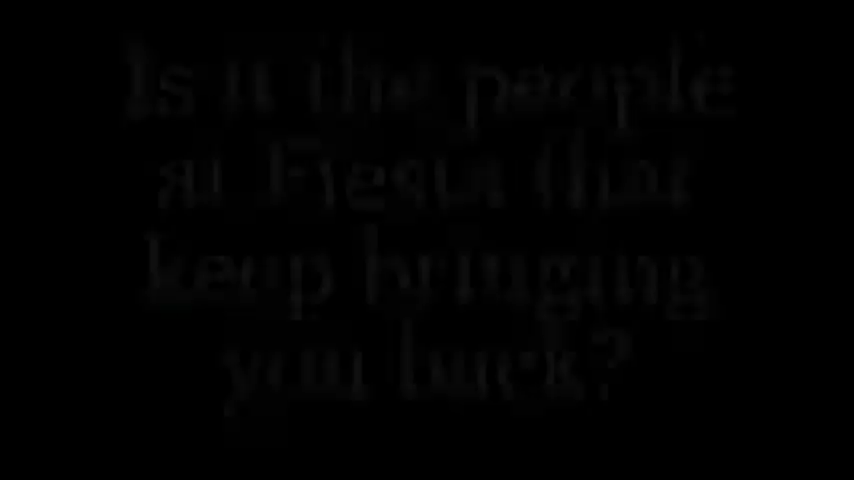 Is it the people
at Fiesta that
keep bringing
you back?